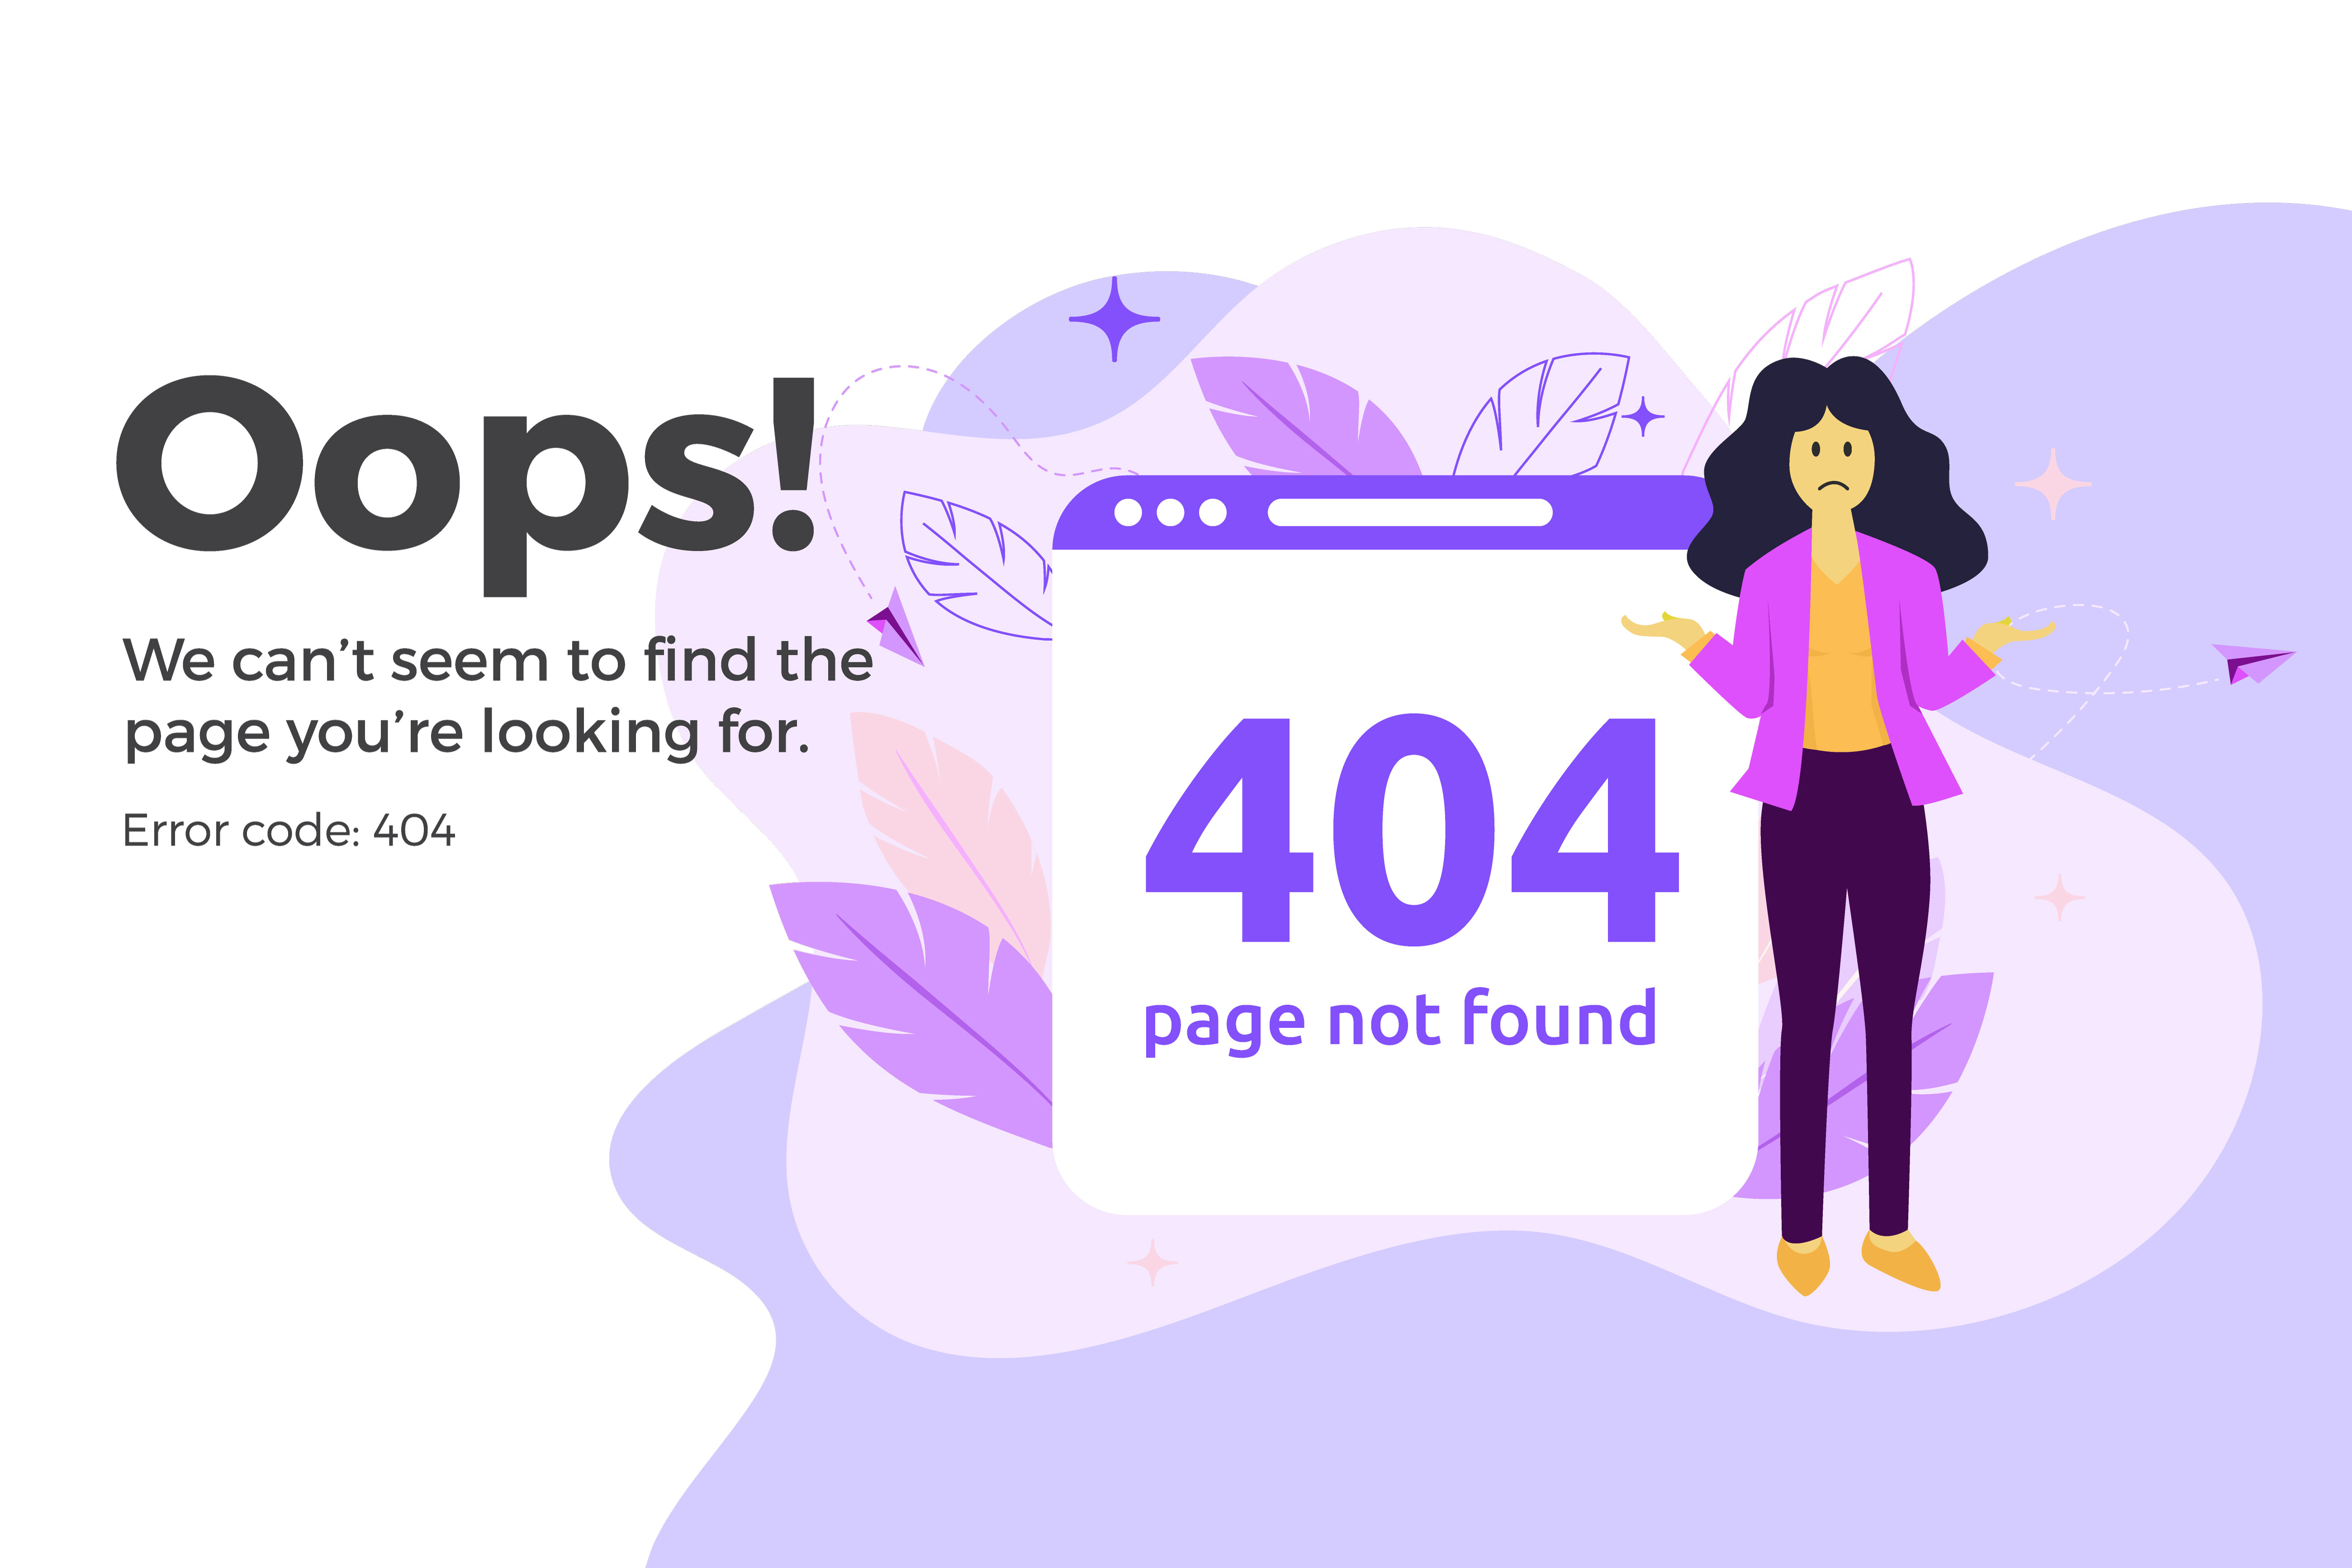 Oops!
We can’t seem to find the
page you’re looking for.
Error code: 404
404
page not found